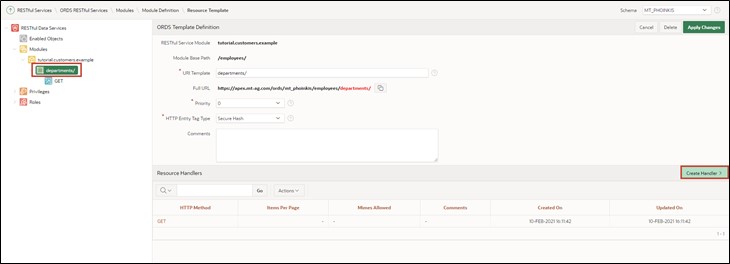 ORDS RESTful Services \ RESTful Services \ Modules \ Module Definition \ Resource Template
Schema MT_PHOINKIS
RESTful Data Services
Enabled Objects
Modules
tutorial.customers.example
departments/
GET
Privileges
Roles
ORDS Template Definition
Cancel Delete Apply Changes
RESTful Service Module tutorial.customers.example
Module Base Path /employees/
* URI Template departments/
Full URL https://apex.mt-ag.com/ords/mt_phoinkis/employees/departments/
* Priority 0
* HTTP Entity Tag Type Secure Hash
Comments
Resource Handlers
Create Handler >
Go Actions
HTTP Method Items Per Page Mimes Allowed Comments Created On Updated On
GET - - - 10-FEB-2021 16:11:42 10-FEB-2021 16:11:42
1 - 1